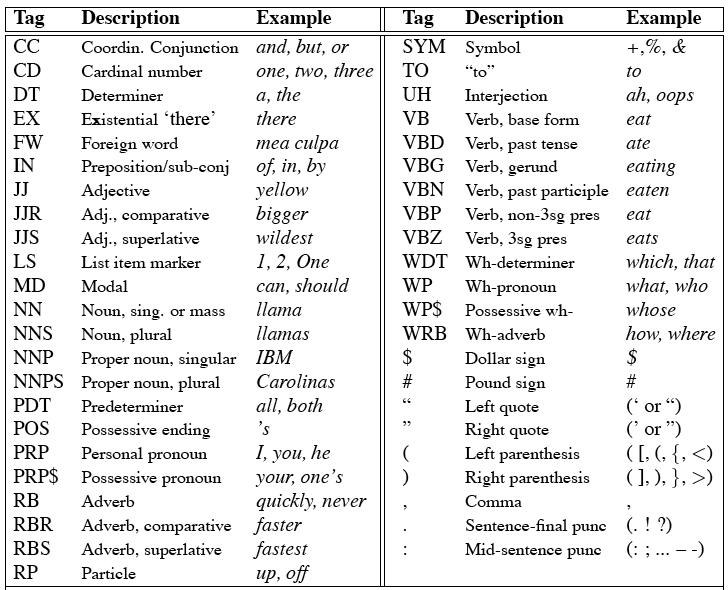 Tag Description Example Tag Description Example
CC Coordin. Conjunction and, but, or SYM Symbol +,%, &
CD Cardinal number one, two, three TO “to” to
DT Determiner a, the UH Interjection ah, oops
EX Existential ‘there’ there VB Verb, base form eat
FW Foreign word mea culpa VBD Verb, past tense ate
IN Preposition/sub-conj of, in, by VBG Verb, gerund eating
JJ Adjective yellow VBN Verb, past participle eaten
JJR Adj., comparative bigger VBP Verb, non-3sg pres eat
JJS Adj., superlative wildest VBZ Verb, 3sg pres eats
LS List item marker 1, 2, One WDT Wh-determiner which, that
MD Modal can, should WP Wh-pronoun what, who
NN Noun, sing. or mass llama WP$ Possessive wh- whose
NNS Noun, plural llamas WRB Wh-adverb how, where
NNP Proper noun, singular IBM $ Dollar sign $
NNPS Proper noun, plural Carolinas # Pound sign #
PDT Predeterminer all, both “ Left quote (‘ or “)
POS Possessive ending ’s ” Right quote (’ or ”)
PRP Personal pronoun I, you, he ( Left parenthesis ( [, (, {, <)
PRP$ Possessive pronoun your, one’s ) Right parenthesis ( ], ), }, >)
RB Adverb quickly, never , Comma ,
RBR Adverb, comparative faster . Sentence-final punc (. ! ?)
RBS Adverb, superlative fastest : Mid-sentence punc (: ; ... – -)
RP Particle up, off